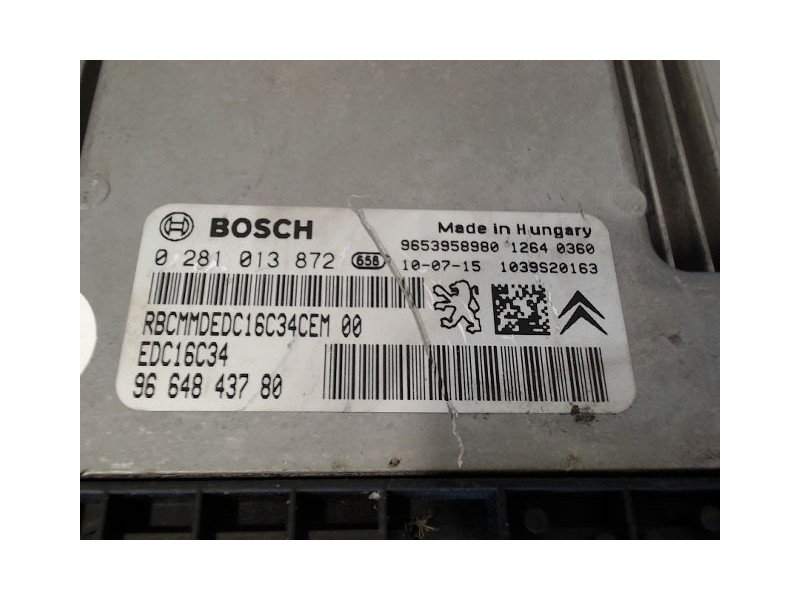 BOSCH
Made in Hungary
9653958980 1264 0360
0 281 013 872 658 10-07-15 1039S20163
RBCMMDEDC16C34CEM 00
EDC16C34
96 648 437 80